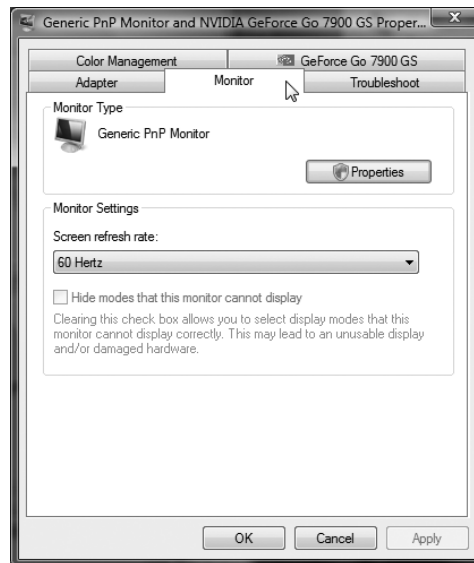 Generic PnP Monitor and NVIDIA GeForce Go 7900 GS Proper...
Color Management
GeForce Go 7900 GS
Adapter
Monitor
Troubleshoot
Monitor Type
Generic PnP Monitor
Properties
Monitor Settings
Screen refresh rate:
60 Hertz
Hide modes that this monitor cannot display
Clearing this check box allows you to select display modes that this
monitor cannot display correctly. This may lead to an unusable display
and/or damaged hardware.
OK
Cancel
Apply